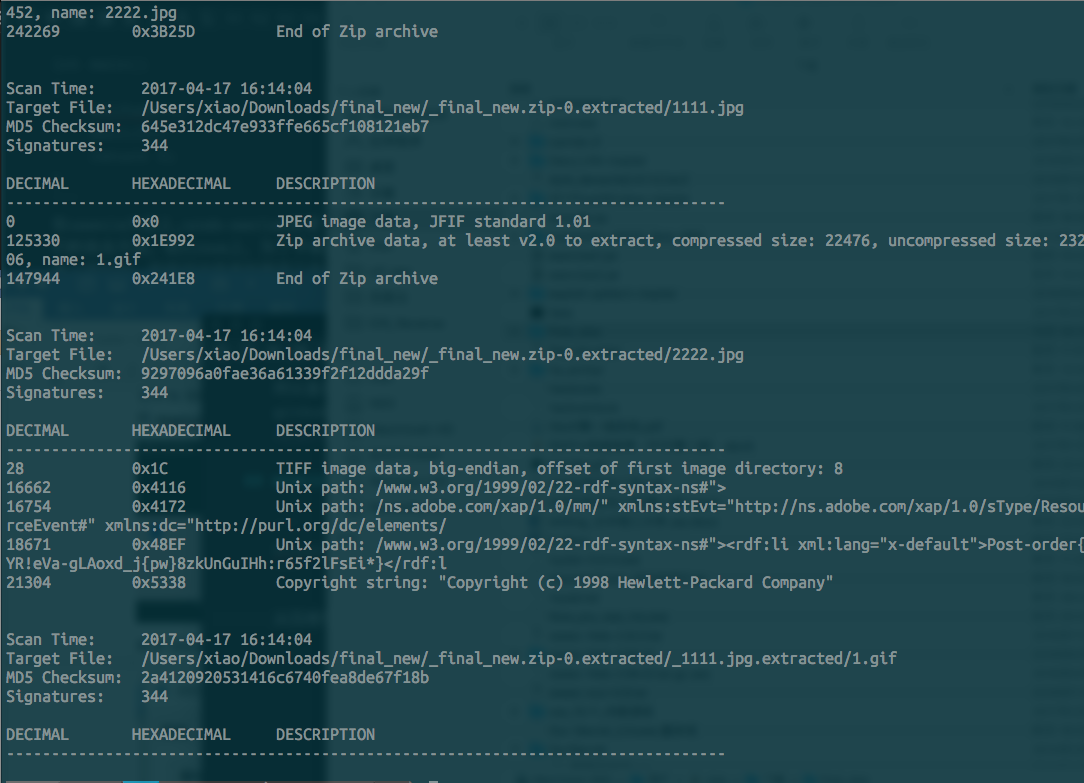 452, name: 2222.jpg
242269        0x3B25D         End of Zip archive
Scan Time:     2017-04-17 16:14:04
Target File:   /Users/xiao/Downloads/final_new/_final_new.zip-0.extracted/1111.jpg
MD5 Checksum:  645e312dc47e933ffe665cf108121eb7
Signatures:    344
DECIMAL       HEXADECIMAL     DESCRIPTION
--------------------------------------------------------------------------------
0             0x0             JPEG image data, JFIF standard 1.01
125330        0x1E992         Zip archive data, at least v2.0 to extract, compressed size: 22476, uncompressed size: 232
06, name: 1.gif
147944        0x241E8         End of Zip archive
Scan Time:     2017-04-17 16:14:04
Target File:   /Users/xiao/Downloads/final_new/_final_new.zip-0.extracted/2222.jpg
MD5 Checksum:  9297096a0fae36a61339f2f12ddda29f
Signatures:    344
DECIMAL       HEXADECIMAL     DESCRIPTION
--------------------------------------------------------------------------------
28            0x1C            TIFF image data, big-endian, offset of first image directory: 8
16662         0x4116          Unix path: /www.w3.org/1999/02/22-rdf-syntax-ns#">
16754         0x4172          Unix path: /ns.adobe.com/xap/1.0/mm/" xmlns:stEvt="http://ns.adobe.com/xap/1.0/sType/Resou
rceEvent#" xmlns:dc="http://purl.org/dc/elements/
18671         0x48EF          Unix path: /www.w3.org/1999/02/22-rdf-syntax-ns#"><rdf:li xml:lang="x-default">Post-order{
YR!eVa-gLAoxd_j{pw}8zkUnGuIHh:r65f2lFsEi*}</rdf:l
21304         0x5338          Copyright string: "Copyright (c) 1998 Hewlett-Packard Company"
Scan Time:     2017-04-17 16:14:04
Target File:   /Users/xiao/Downloads/final_new/_final_new.zip-0.extracted/_1111.jpg.extracted/1.gif
MD5 Checksum:  2a4120920531416c6740fea8de67f18b
Signatures:    344
DECIMAL       HEXADECIMAL     DESCRIPTION
--------------------------------------------------------------------------------